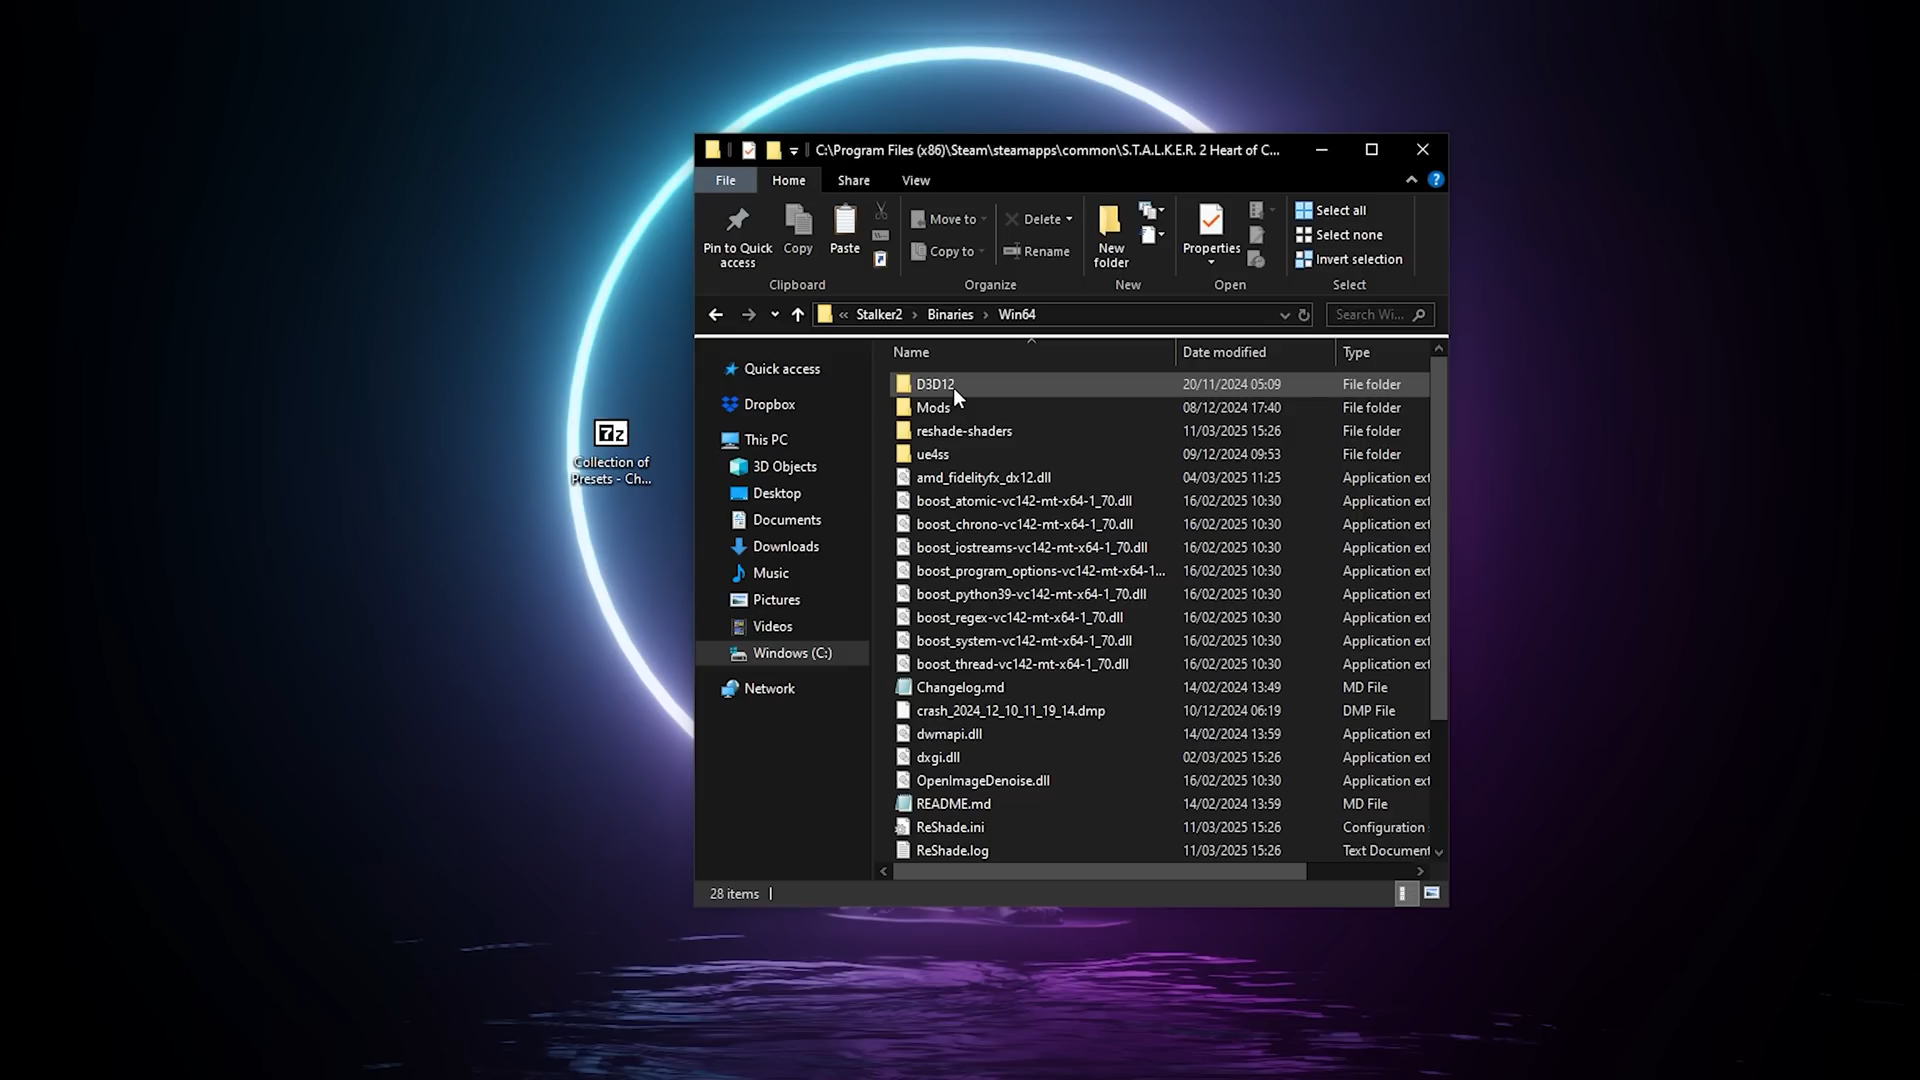 C:\Program Files (x86)\Steam\steamapps\common\S.T.A.L.K.E.R. 2 Heart of C...
File Home Share View
Pin to Quick access
Copy
Paste
Move to
Copy to
Delete
Rename
New folder
Properties
Select all
Select none
Invert selection
Clipboard Organize New Open Select
« Stalker2 › Binaries › Win64
Search Wi...
Quick access
Dropbox
This PC
3D Objects
Desktop
Documents
Downloads
Music
Pictures
Videos
Windows (C:)
Network
Name Date modified Type
D3D12 20/11/2024 05:09 File folder
Mods 08/12/2024 17:40 File folder
reshade-shaders 11/03/2025 15:26 File folder
ue4ss 09/12/2024 09:53 File folder
amd_fidelityfx_dx12.dll 04/03/2025 11:25 Application ext
boost_atomic-vc142-mt-x64-1_70.dll 16/02/2025 10:30 Application ext
boost_chrono-vc142-mt-x64-1_70.dll 16/02/2025 10:30 Application ext
boost_iostreams-vc142-mt-x64-1_70.dll 16/02/2025 10:30 Application ext
boost_program_options-vc142-mt-x64-1... 16/02/2025 10:30 Application ext
boost_python39-vc142-mt-x64-1_70.dll 16/02/2025 10:30 Application ext
boost_regex-vc142-mt-x64-1_70.dll 16/02/2025 10:30 Application ext
boost_system-vc142-mt-x64-1_70.dll 16/02/2025 10:30 Application ext
boost_thread-vc142-mt-x64-1_70.dll 16/02/2025 10:30 Application ext
Changelog.md 14/02/2024 13:49 MD File
crash_2024_12_10_11_19_14.dmp 10/12/2024 06:19 DMP File
dwmapi.dll 14/02/2024 13:59 Application ext
dxgi.dll 02/03/2025 15:26 Application ext
OpenImageDenoise.dll 16/02/2025 10:30 Application ext
README.md 14/02/2024 13:59 MD File
ReShade.ini 11/03/2025 15:26 Configuration
ReShade.log 11/03/2025 15:26 Text Document
28 items
7z
Collection of
Presets - Ch...